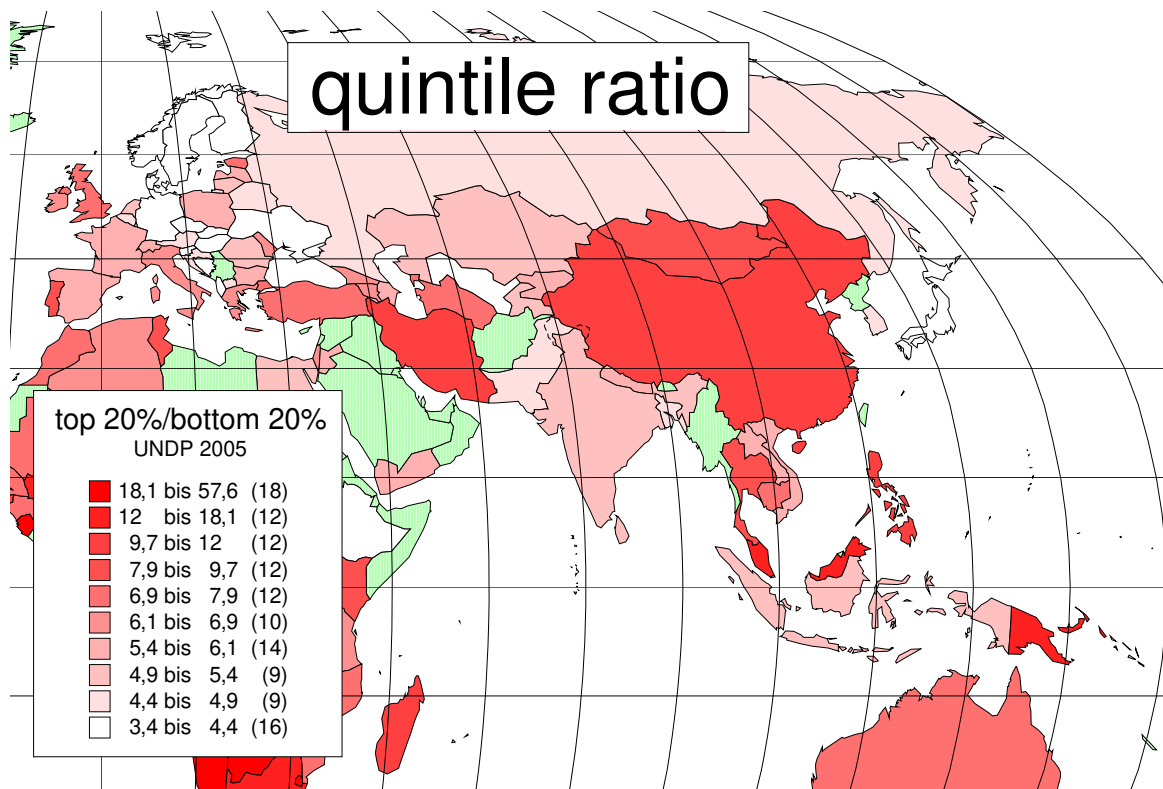 quintile ratio
top 20%/bottom 20%
UNDP 2005
18,1 bis 57,6 (18)
12 bis 18,1 (12)
9,7 bis 12 (12)
7,9 bis 9,7 (12)
6,9 bis 7,9 (12)
6,1 bis 6,9 (10)
5,4 bis 6,1 (14)
4,9 bis 5,4 (9)
4,4 bis 4,9 (9)
3,4 bis 4,4 (16)